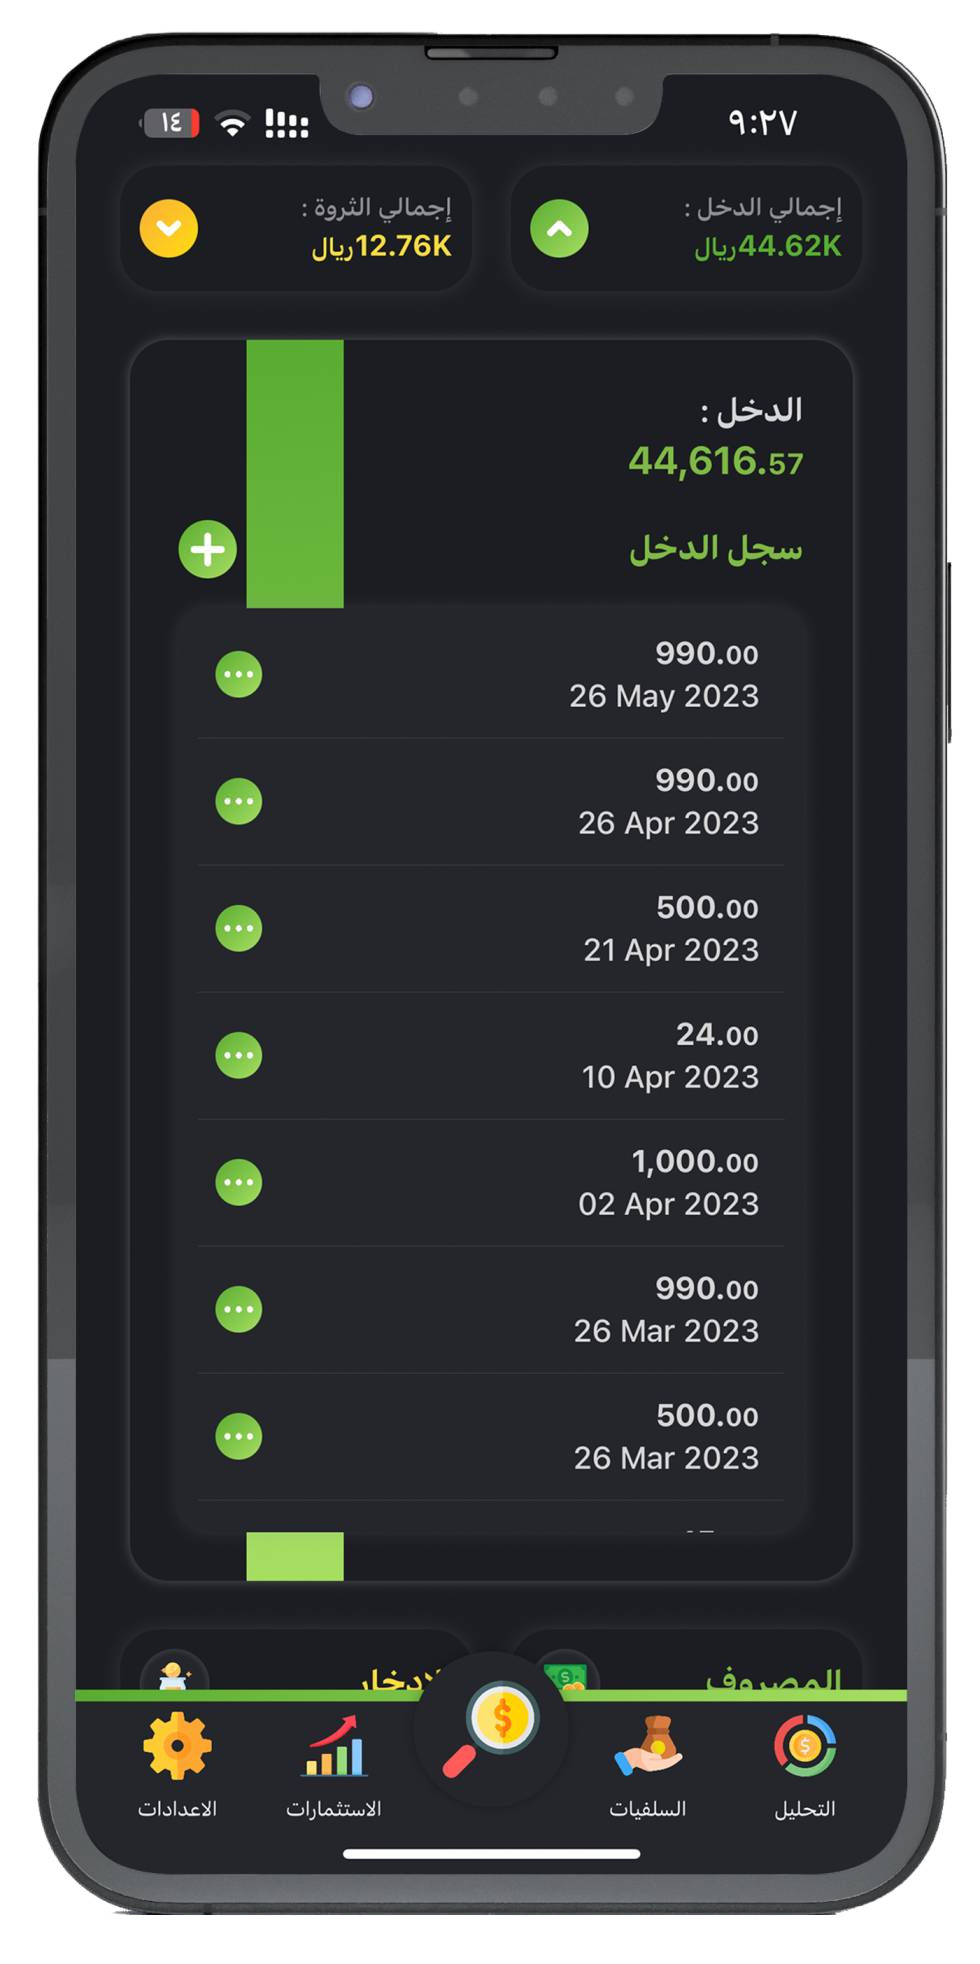 ٩:٢٧
١٤
إجمالي الدخل :
44.62Kريال
إجمالي الثروة :
12.76Kريال
الدخل :
44,616.57
سجل الدخل
990.00
26 May 2023
990.00
26 Apr 2023
500.00
21 Apr 2023
24.00
10 Apr 2023
1,000.00
02 Apr 2023
990.00
26 Mar 2023
500.00
26 Mar 2023
المصروف
التحليل
السلفيات
الاستثمارات
الاعدادات